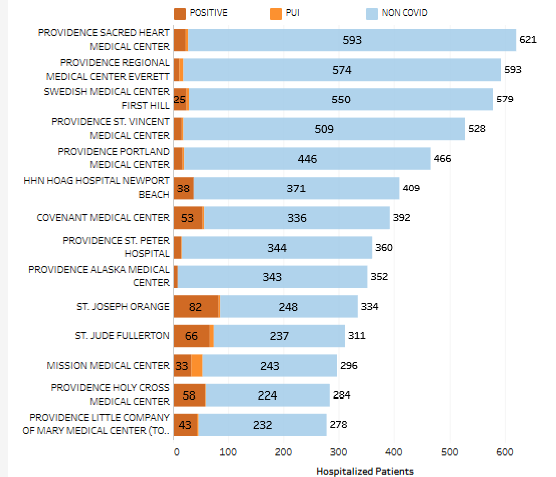 POSITIVE PUI NON COVID
PROVIDENCE SACRED HEART
MEDICAL CENTER
593 621
PROVIDENCE REGIONAL
MEDICAL CENTER EVERETT
574 593
SWEDISH MEDICAL CENTER
FIRST HILL
25 550 579
PROVIDENCE ST. VINCENT
MEDICAL CENTER
509 528
PROVIDENCE PORTLAND
MEDICAL CENTER
446 466
HHN HOAG HOSPITAL NEWPORT
BEACH
38 371 409
COVENANT MEDICAL CENTER 53 336 392
PROVIDENCE ST. PETER
HOSPITAL
344 360
PROVIDENCE ALASKA MEDICAL
CENTER
343 352
ST. JOSEPH ORANGE 82 248 334
ST. JUDE FULLERTON 66 237 311
MISSION MEDICAL CENTER 33 243 296
PROVIDENCE HOLY CROSS
MEDICAL CENTER
58 224 284
PROVIDENCE LITTLE COMPANY
OF MARY MEDICAL CENTER (TO..
43 232 278
0 100 200 300 400 500 600
Hospitalized Patients